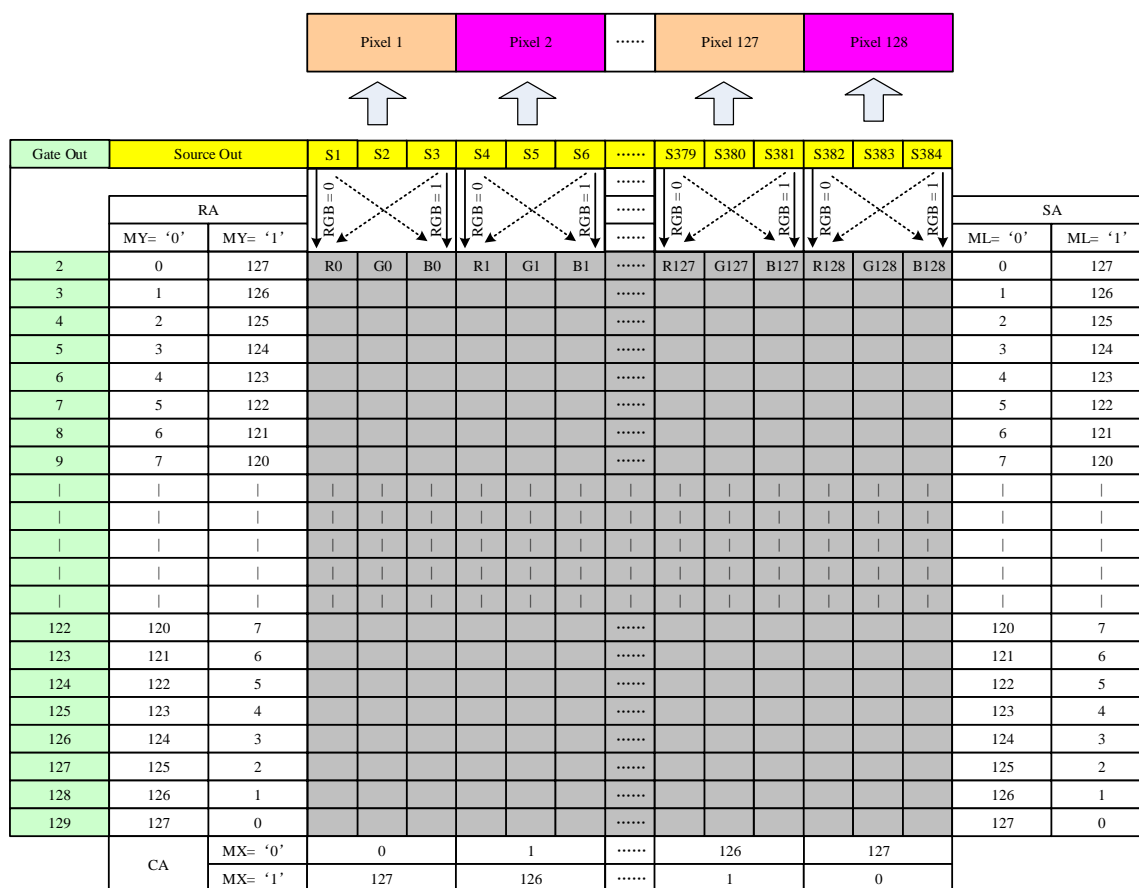 Pixel 1 Pixel 2 ...... Pixel 127 Pixel 128
Gate Out Source Out S1 S2 S3 S4 S5 S6 ...... S379 S380 S381 S382 S383 S384
RGB = 0 RGB = 1 RGB = 0 RGB = 1 ...... RGB = 0 RGB = 1 RGB = 0 RGB = 1
RA ...... SA
MY= ‘0’ MY= ‘1’ ...... ML= ‘0’ ML= ‘1’
2 0 127 R0 G0 B0 R1 G1 B1 ...... R127 G127 B127 R128 G128 B128 0 127
3 1 126 ...... 1 126
4 2 125 ...... 2 125
5 3 124 ...... 3 124
6 4 123 ...... 4 123
7 5 122 ...... 5 122
8 6 121 ...... 6 121
9 7 120 ...... 7 120
| | | | | | | | | | | | | | | | | |
| | | | | | | | | | | | | | | | | |
| | | | | | | | | | | | | | | | | |
| | | | | | | | | | | | | | | | | |
| | | | | | | | | | | | | | | | | |
122 120 7 ...... 120 7
123 121 6 ...... 121 6
124 122 5 ...... 122 5
125 123 4 ...... 123 4
126 124 3 ...... 124 3
127 125 2 ...... 125 2
128 126 1 ...... 126 1
129 127 0 ...... 127 0
CA MX= ‘0’ 0 1 ...... 126 127
MX= ‘1’ 127 126 ...... 1 0